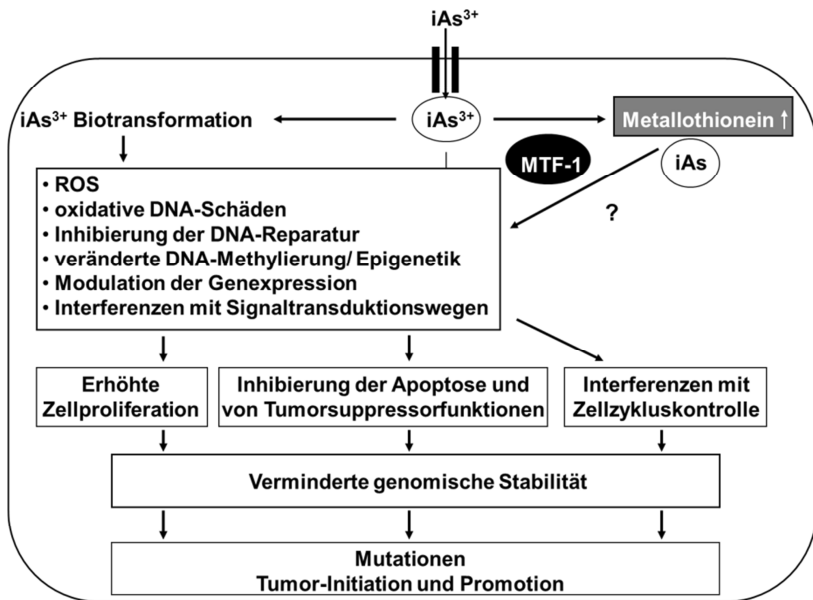 iAs³⁺
iAs³⁺ Biotransformation
iAs³⁺
Metallothionein ↑
MTF-1
iAs
?
• ROS
• oxidative DNA-Schäden
• Inhibierung der DNA-Reparatur
• veränderte DNA-Methylierung/ Epigenetik
• Modulation der Genexpression
• Interferenzen mit Signaltransduktionswegen
Erhöhte
Zellproliferation
Inhibierung der Apoptose und
von Tumorsuppressorfunktionen
Interferenzen mit
Zellzykluskontrolle
Verminderte genomische Stabilität
Mutationen
Tumor-Initiation und Promotion